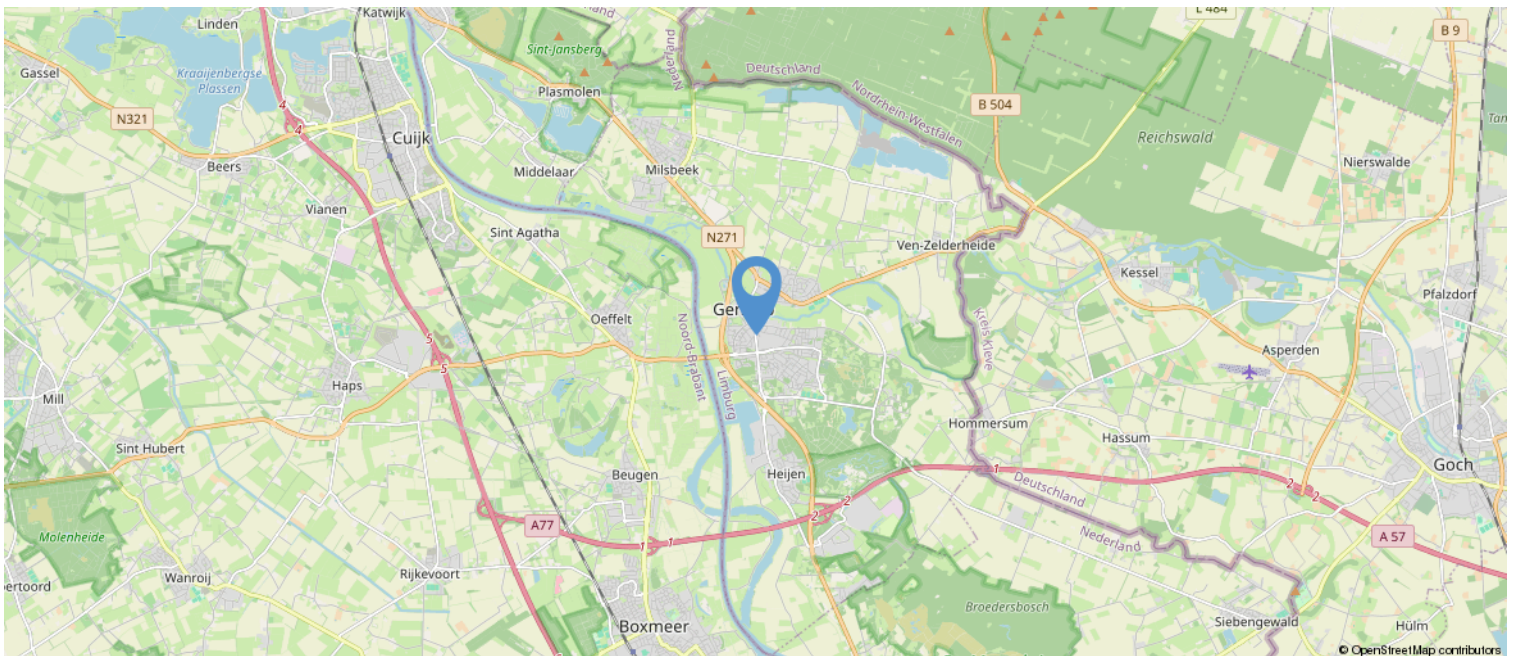 Katwijk
Linden
L 484
B 9
Nederland
Sint-Jansberg
Deutschland
Gassel
Kraaijenbergse
Plassen
Plasmolen
Nordrhein-Westfalen
B 504
4
N321
4
Cuijk
Reichswald
Beers
Milsbeek
Middelaar
Nierswalde
Vianen
Sint Agatha
N271
Ven-Zelderheide
Kessel
Pfalzdorf
Oeffelt
Noord-Brabant
Limburg
Kreis Kleve
5
5
Asperden
Haps
Mill
Hommersum
Hassum
Sint Hubert
Beugen
Heijen
1
Goch
Deutschland
2
2
2
2
A77
1
1
A 57
Nederland
Molenheide
Wanroij
Rijkevoort
Broedersbosch
Boxmeer
Siebengewald
Hülm
© OpenStreetMap contributors